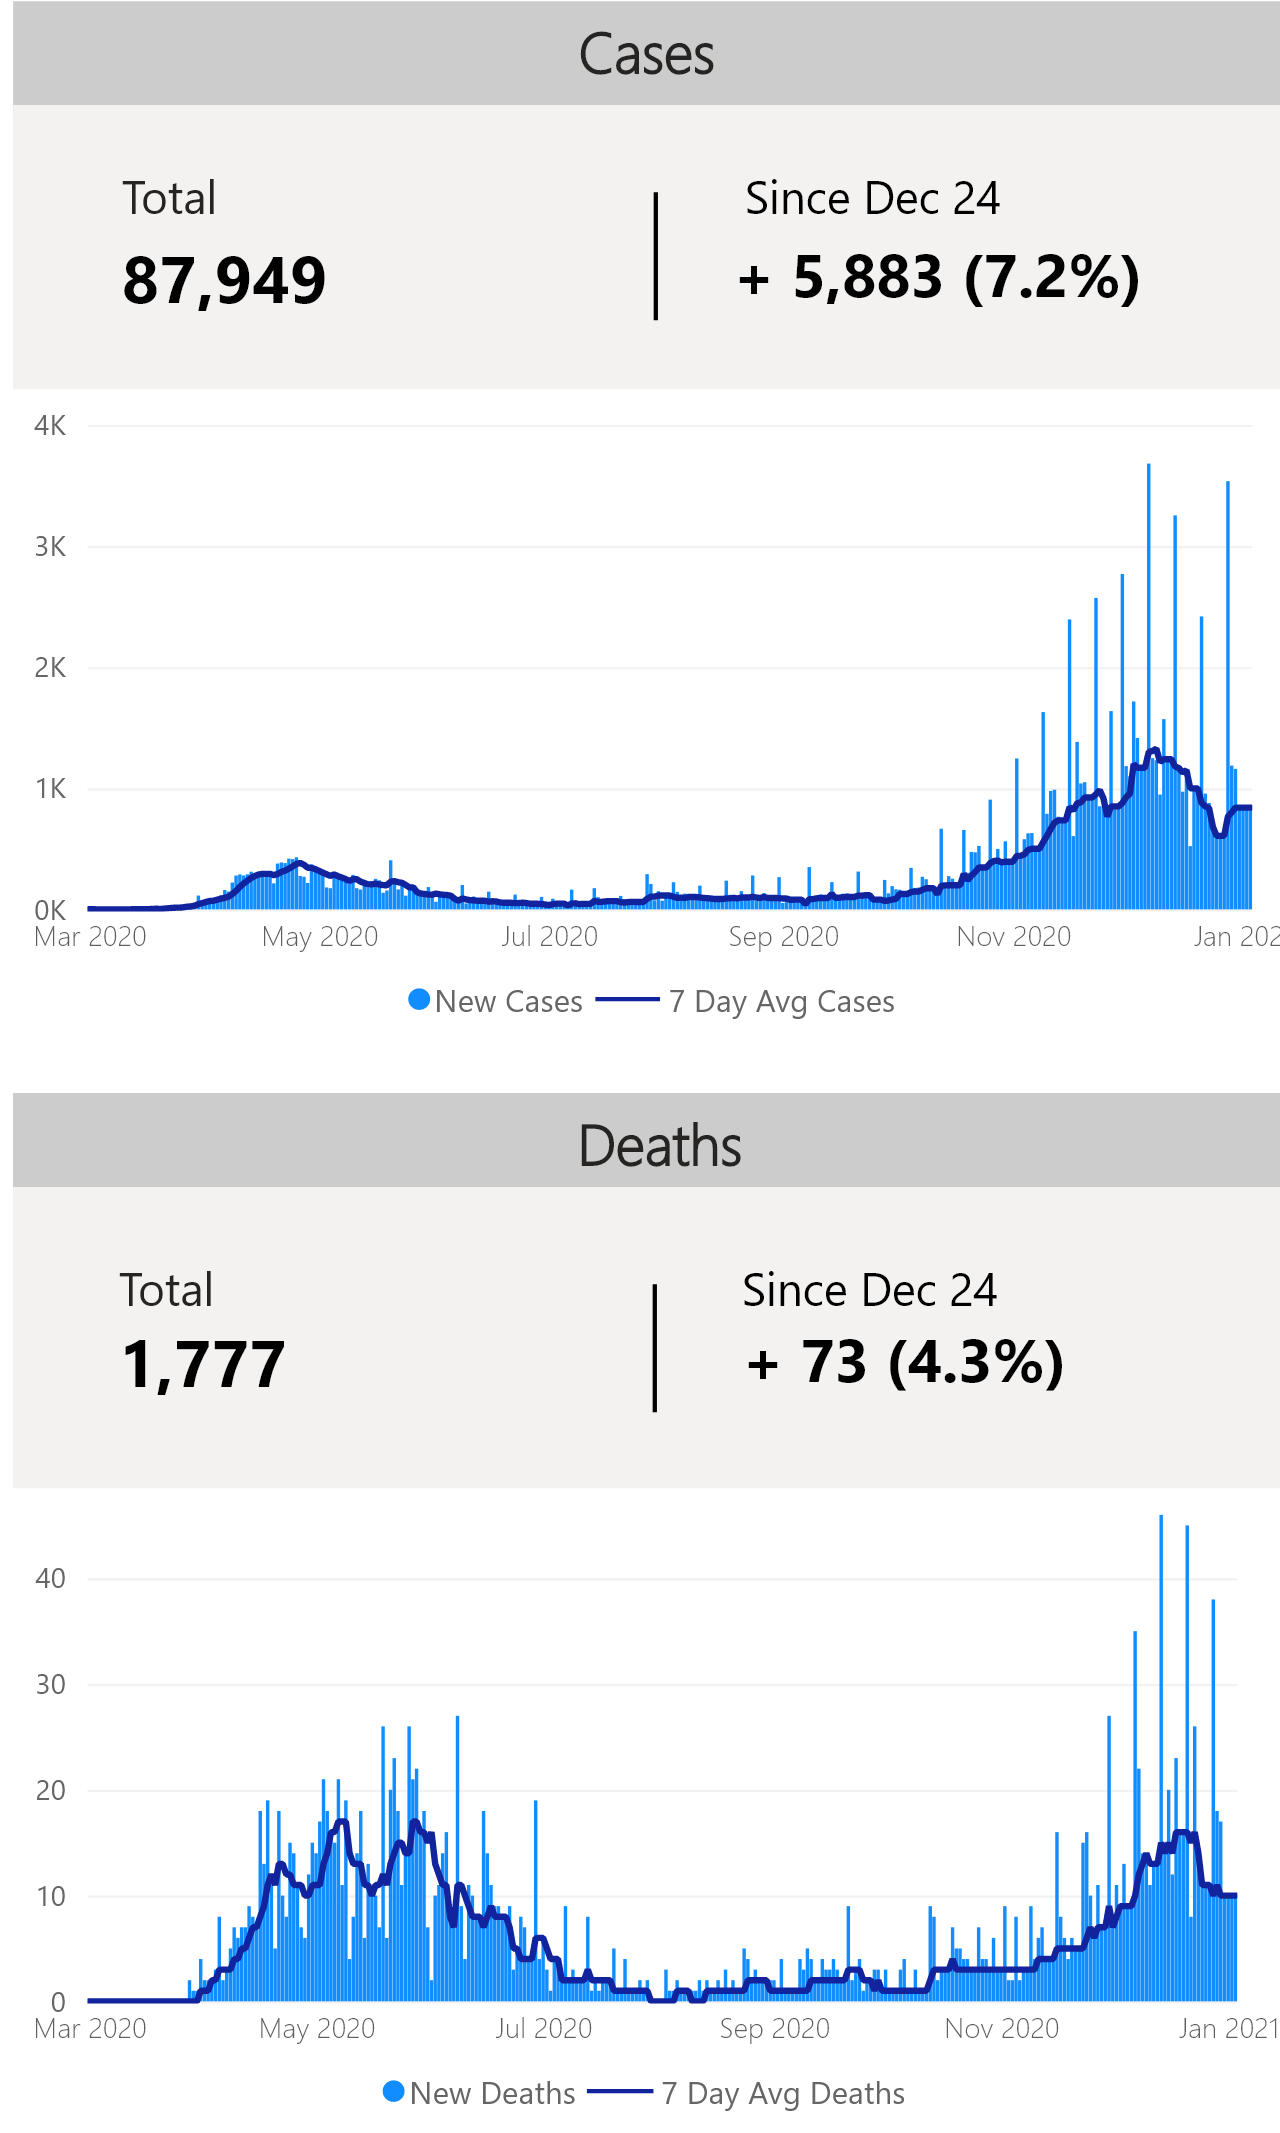 Cases
Total
Since Dec 24
87,949
+ 5,883 (7.2%)
4K
3K
2K
1K
0K
Mar 2020 May 2020 Jul 2020 Sep 2020 Nov 2020 Jan 202
New Cases 7 Day Avg Cases
Deaths
Total
Since Dec 24
1,777
+ 73 (4.3%)
40
30
20
10
0
Mar 2020 May 2020 Jul 2020 Sep 2020 Nov 2020 Jan 2021
New Deaths 7 Day Avg Deaths